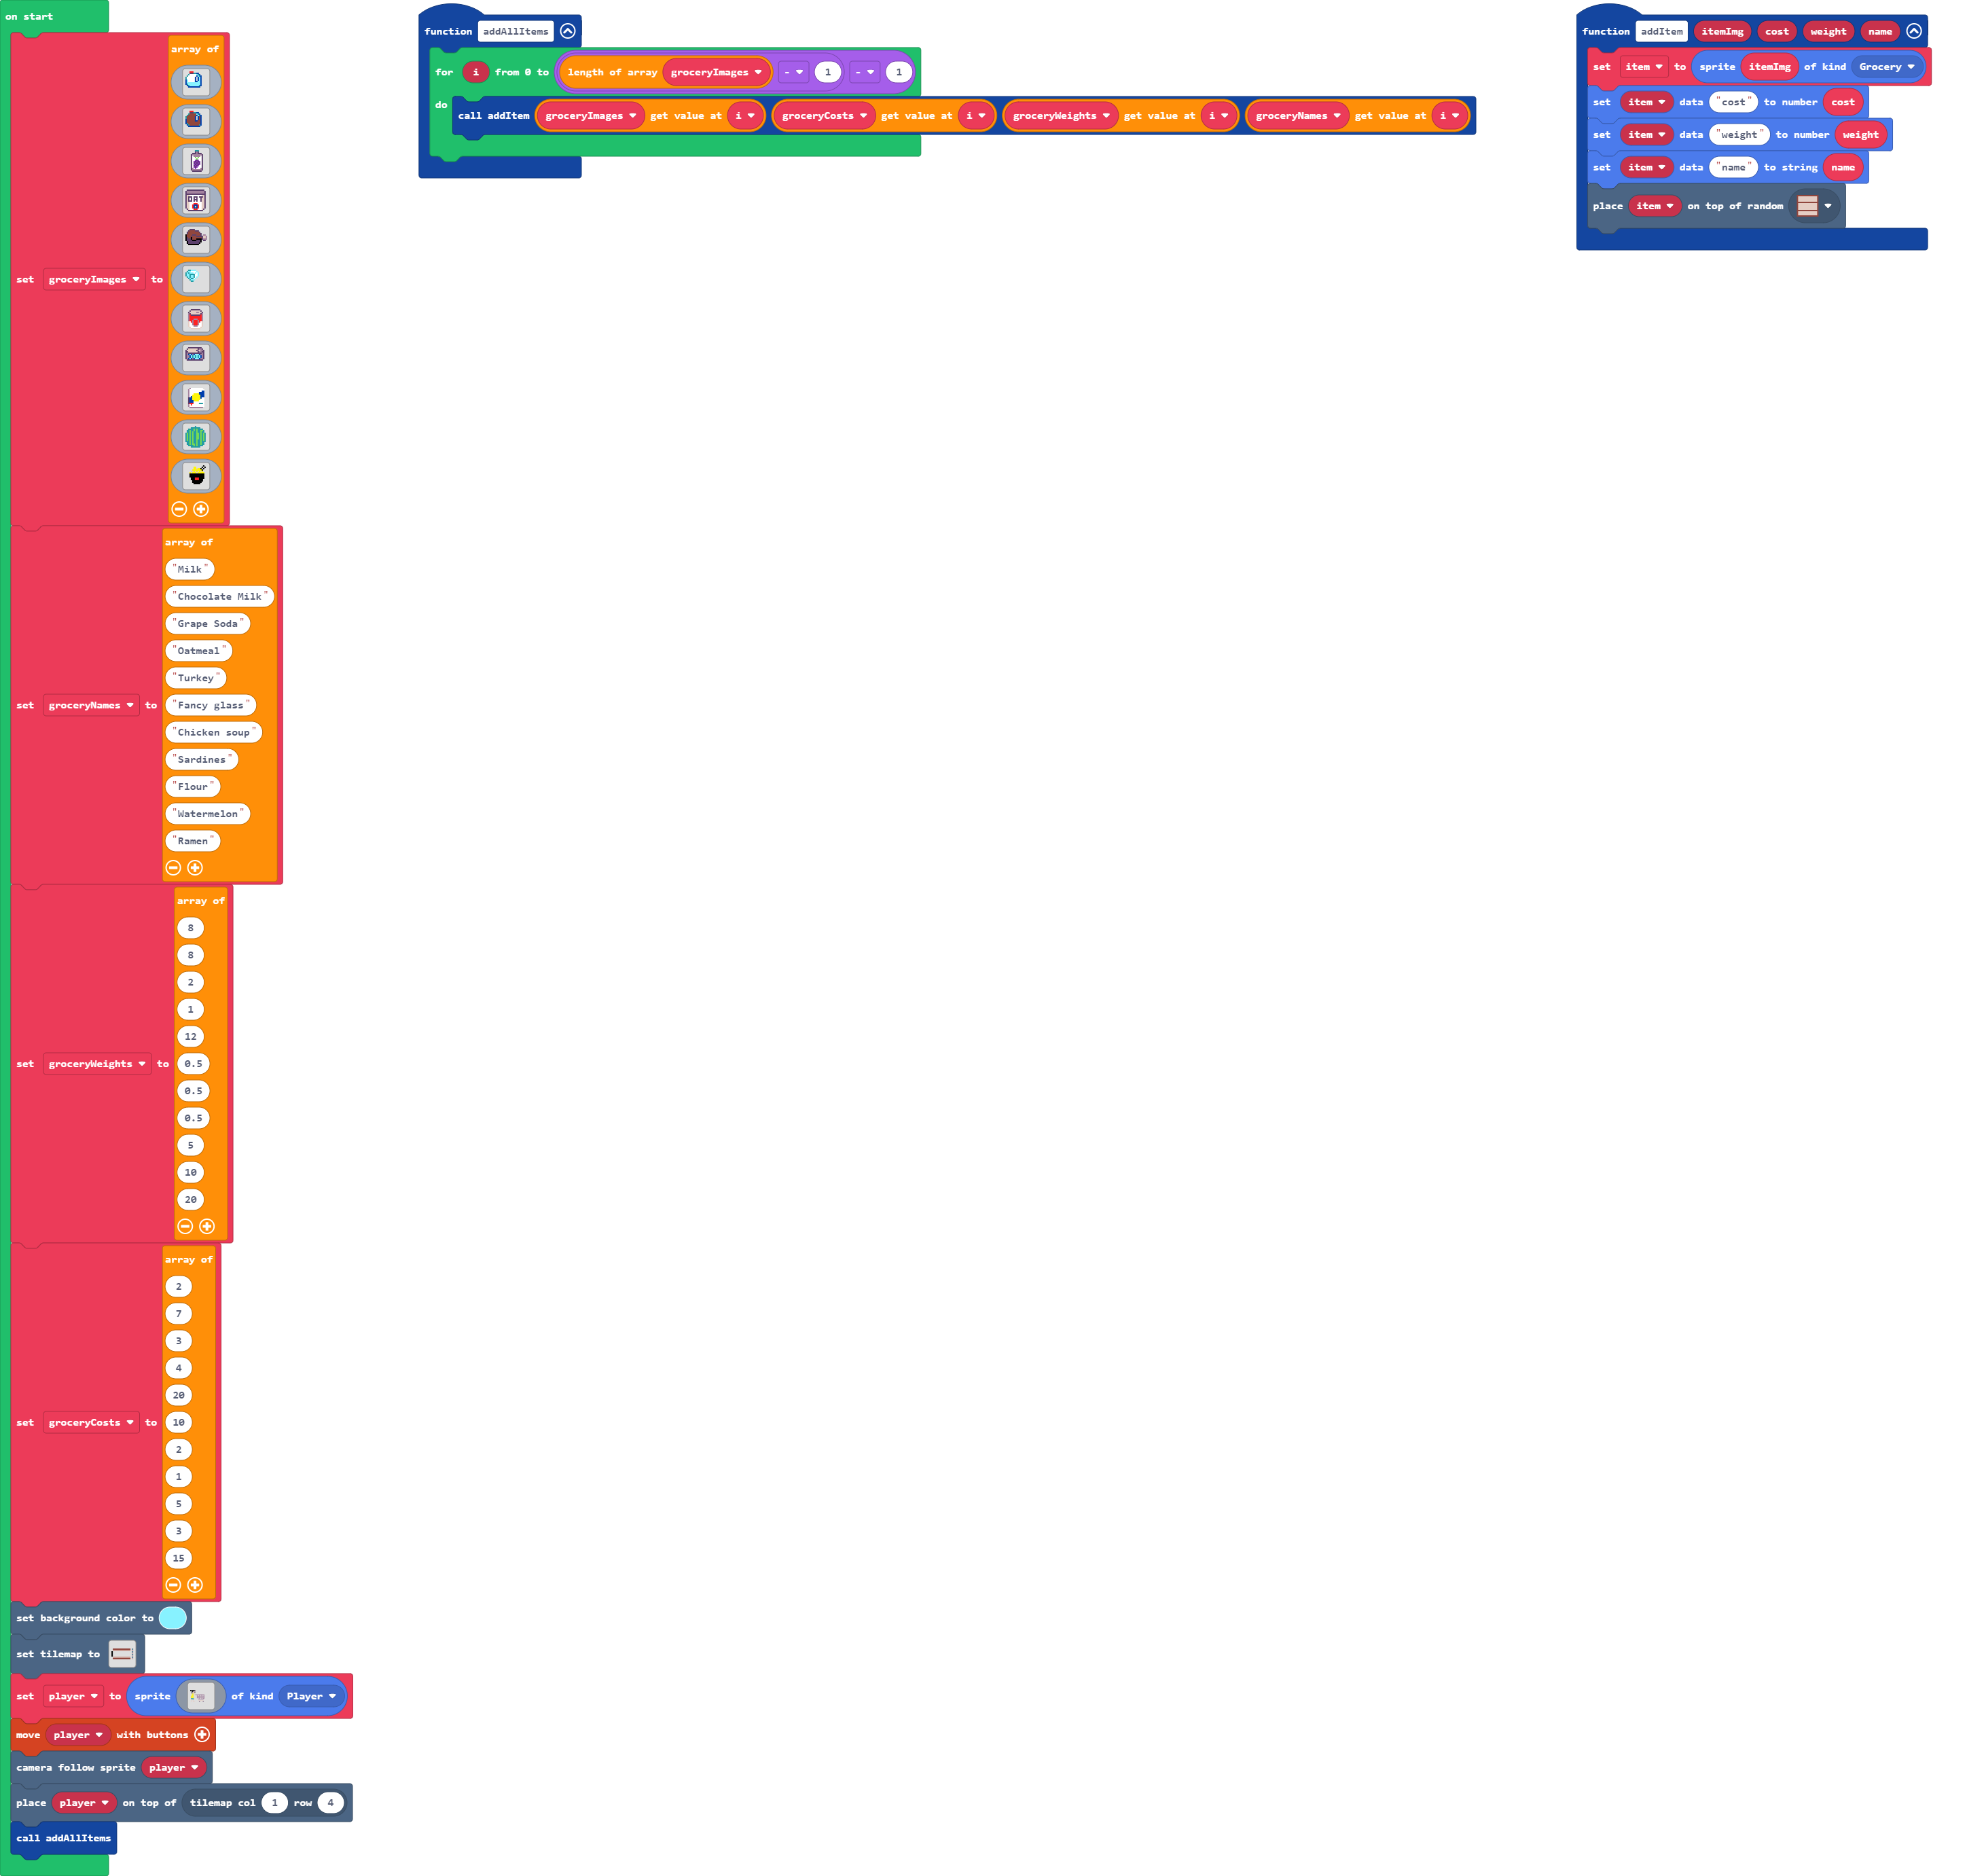 on start
set groceryImages to
array of
OAT
set groceryNames to
array of
"Milk"
"Chocolate Milk"
"Grape Soda"
"Oatmeal"
"Turkey"
"Fancy glass"
"Chicken soup"
"Sardines"
"Flour"
"Watermelon"
"Ramen"
set groceryWeights to
array of
8
8
2
1
12
0.5
0.5
0.5
5
10
20
set groceryCosts to
array of
2
7
3
4
20
10
2
1
5
3
15
set background color to
set tilemap to
set player to sprite of kind Player
move player with buttons
camera follow sprite player
place player on top of tilemap col 1 row 4
call addAllItems
function addAllItems
for i from 0 to length of array groceryImages - 1 - 1
do
call addItem groceryImages get value at i groceryCosts get value at i groceryWeights get value at i groceryNames get value at i
function addItem itemImg cost weight name
set item to sprite itemImg of kind Grocery
set item data "cost" to number cost
set item data "weight" to number weight
set item data "name" to string name
place item on top of random